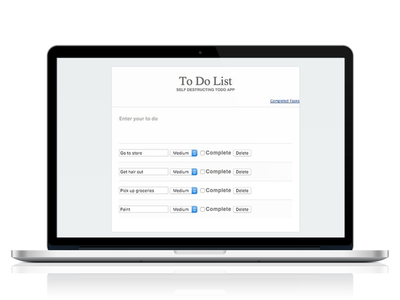 To Do List
SELF DESTRUCTING TODO APP
Completed Tasks
Enter your to do
Go to store Medium Complete Delete
Get hair cut Medium Complete Delete
Pick up groceries Medium Complete Delete
Paint Medium Complete Delete